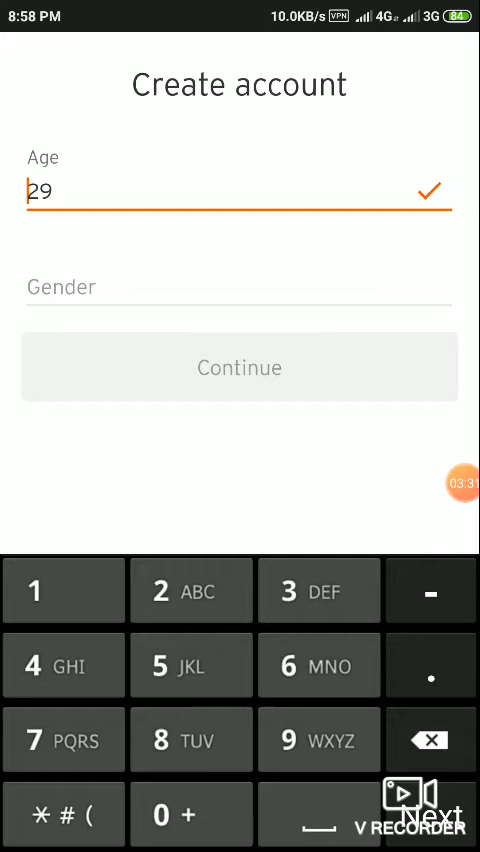 8:58 PM 10.0KB/s VPN 4G 3G 84
Create account
Age
29
Gender
Continue
03:31
1 2 ABC 3 DEF -
4 GHI 5 JKL 6 MNO .
7 PQRS 8 TUV 9 WXYZ
* # ( 0 + Next
V RECORDER